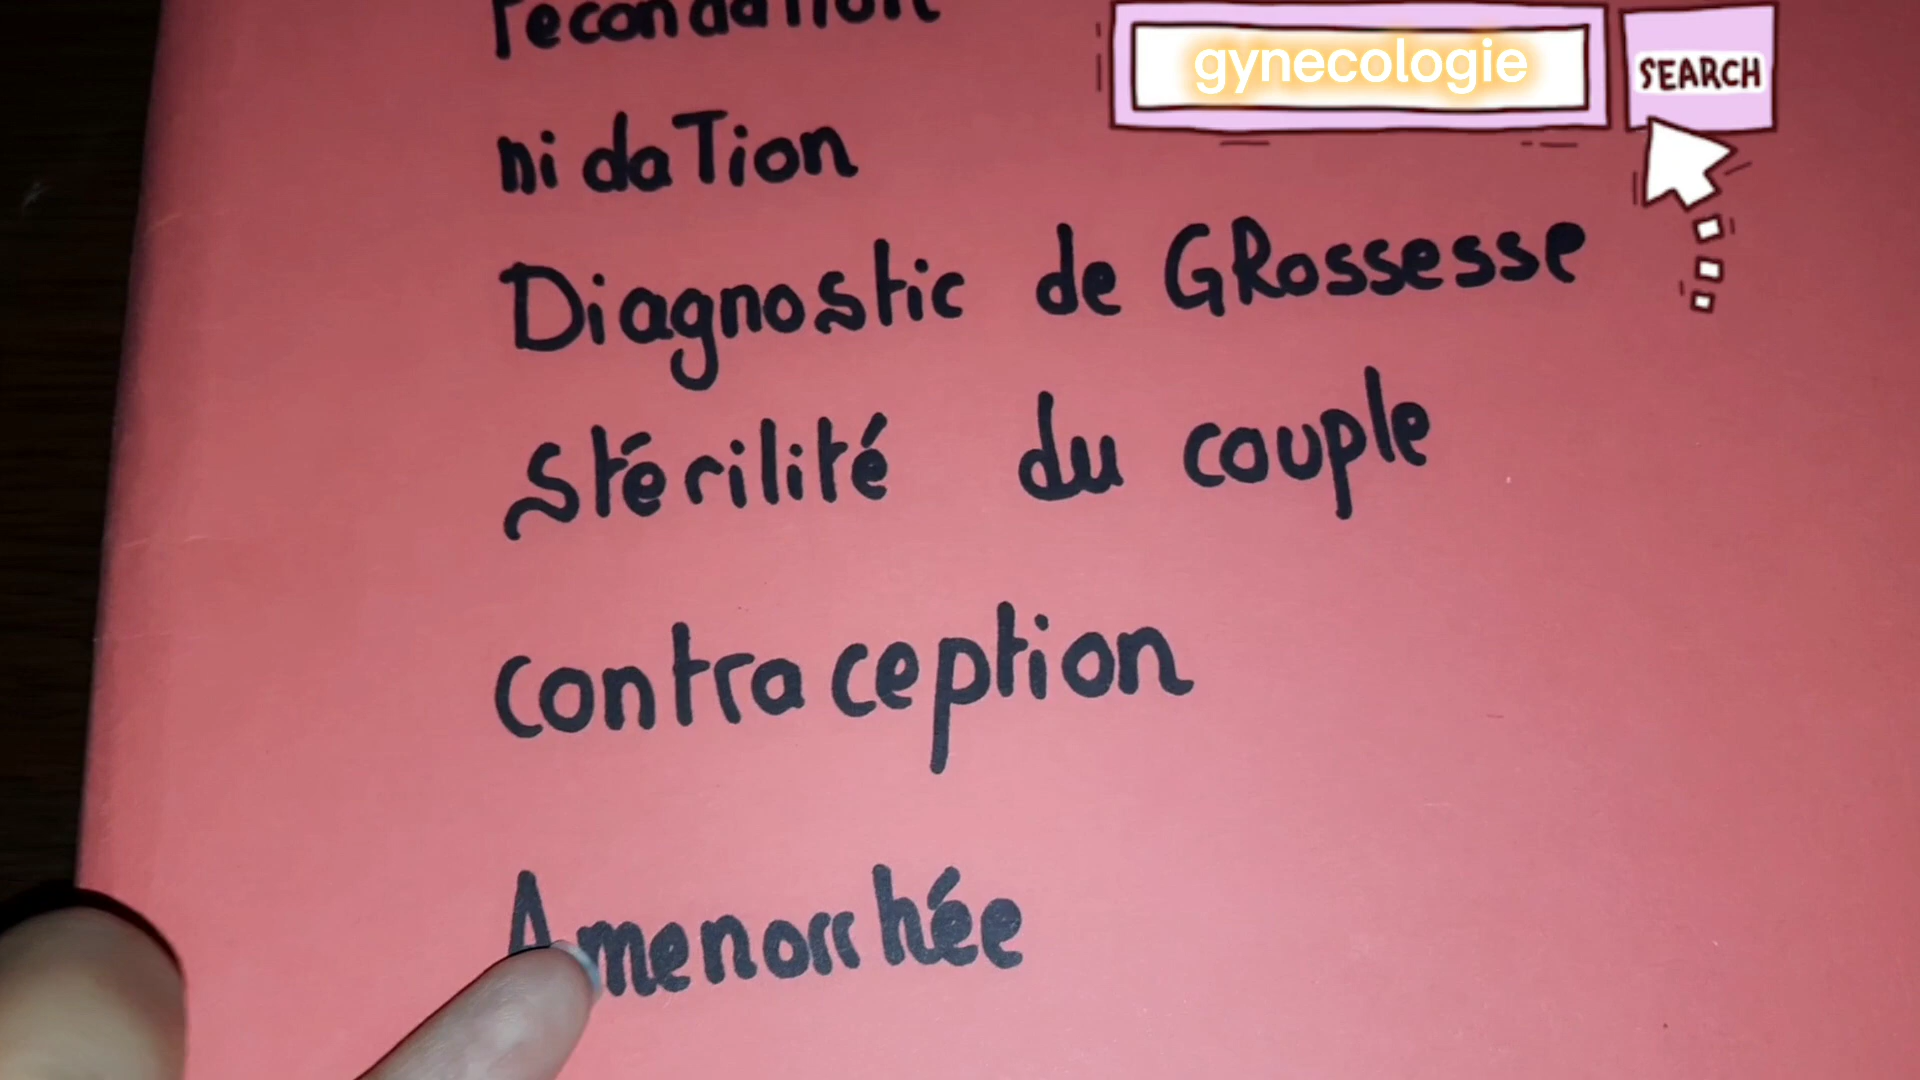 gynecologie
SEARCH
nidaTion
Diagnostic de GRossesse
Stérilité du couple
contraception
Amenorrhée